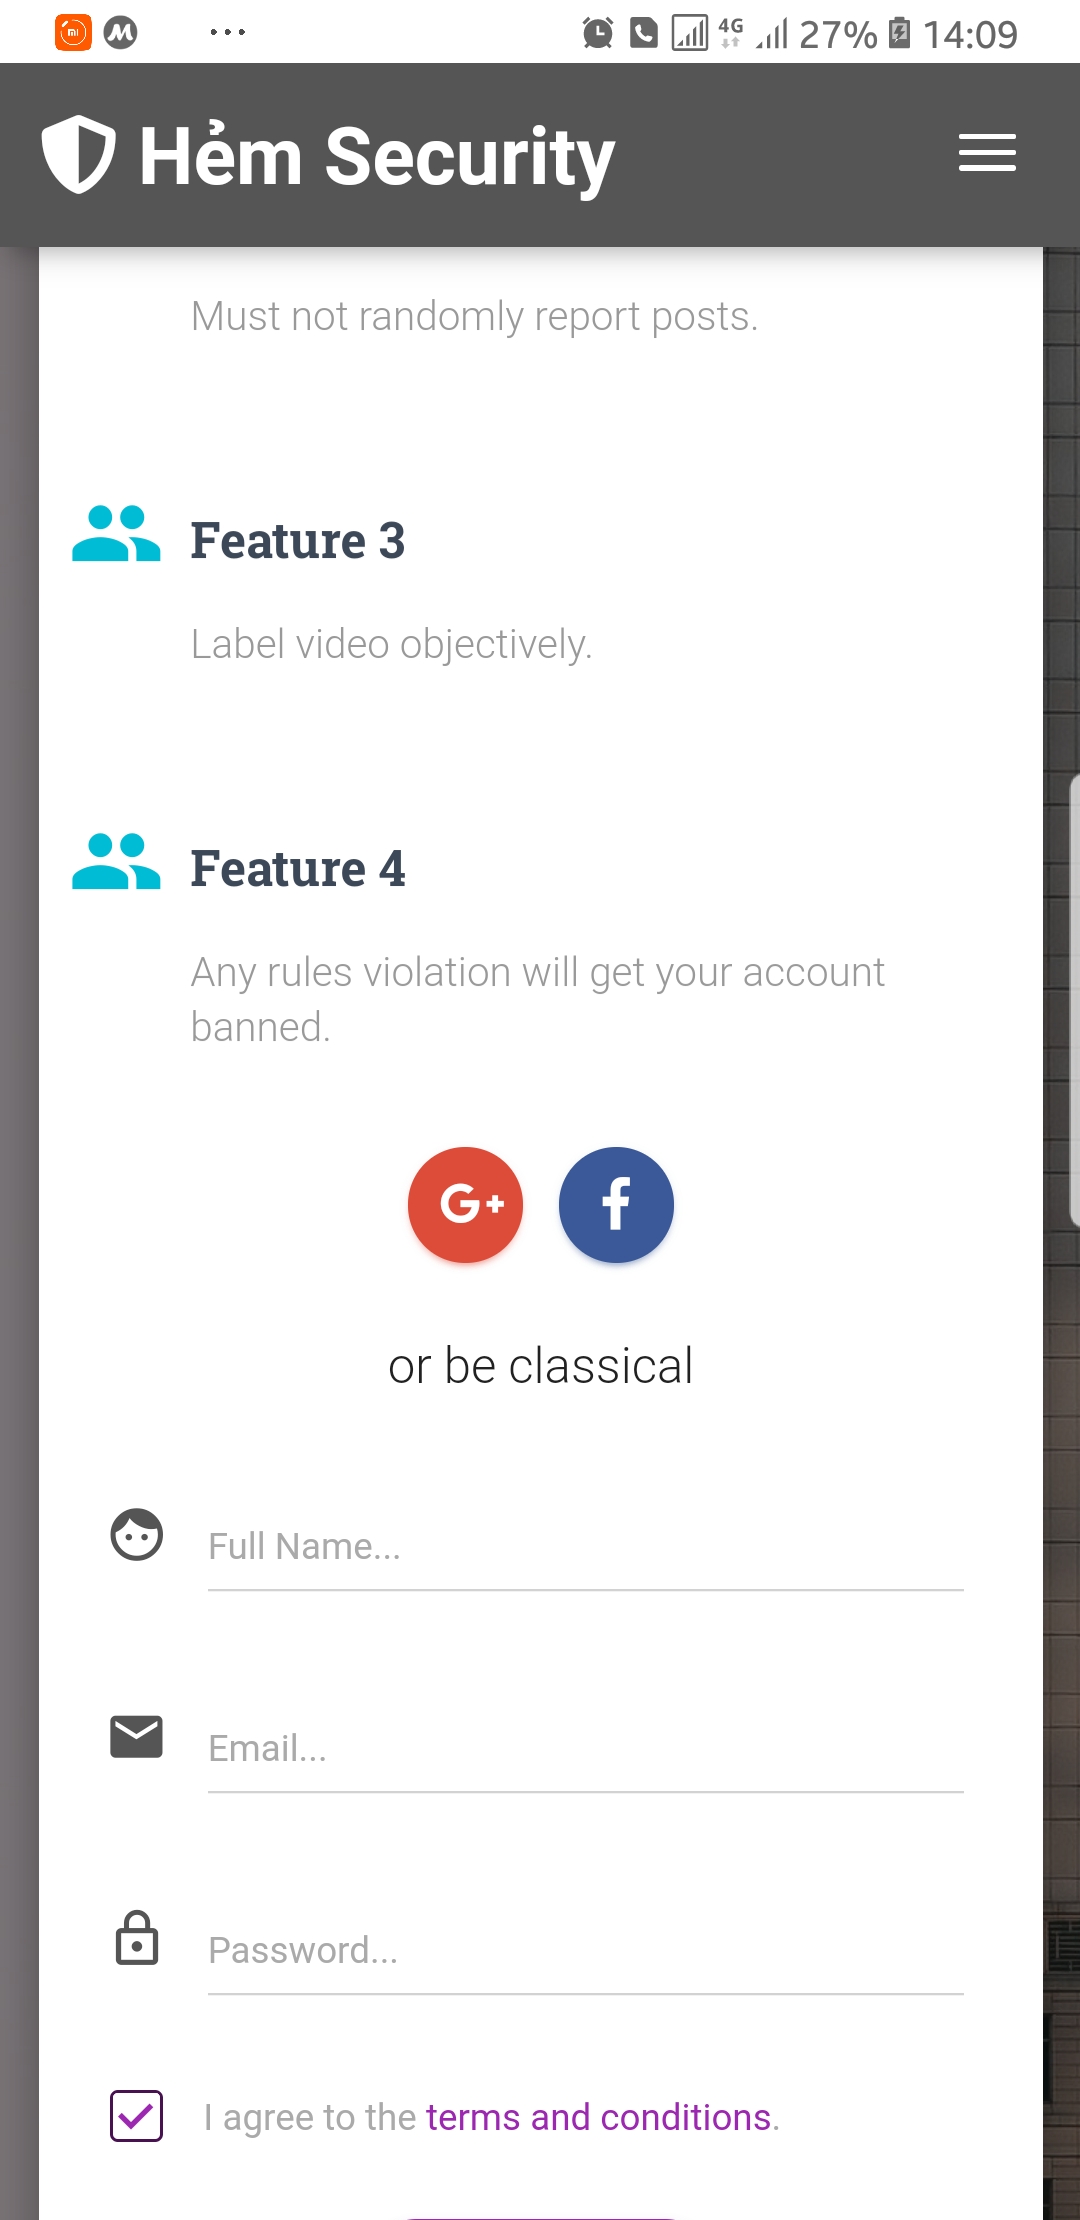 4G 27% 14:09
Hẻm Security
Must not randomly report posts.
Feature 3
Label video objectively.
Feature 4
Any rules violation will get your account
banned.
G+ f
or be classical
Full Name...
Email...
Password...
I agree to the terms and conditions.